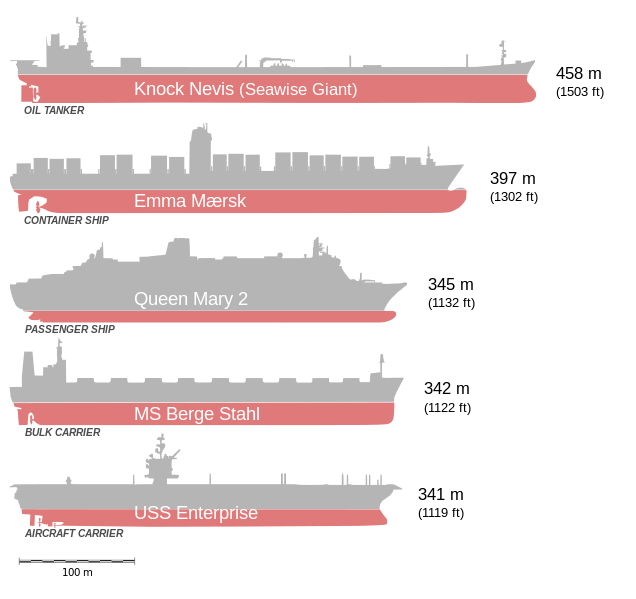 Knock Nevis (Seawise Giant)
458 m
(1503 ft)
OIL TANKER
Emma Mærsk
397 m
(1302 ft)
CONTAINER SHIP
Queen Mary 2
345 m
(1132 ft)
PASSENGER SHIP
MS Berge Stahl
342 m
(1122 ft)
BULK CARRIER
USS Enterprise
341 m
(1119 ft)
AIRCRAFT CARRIER
100 m